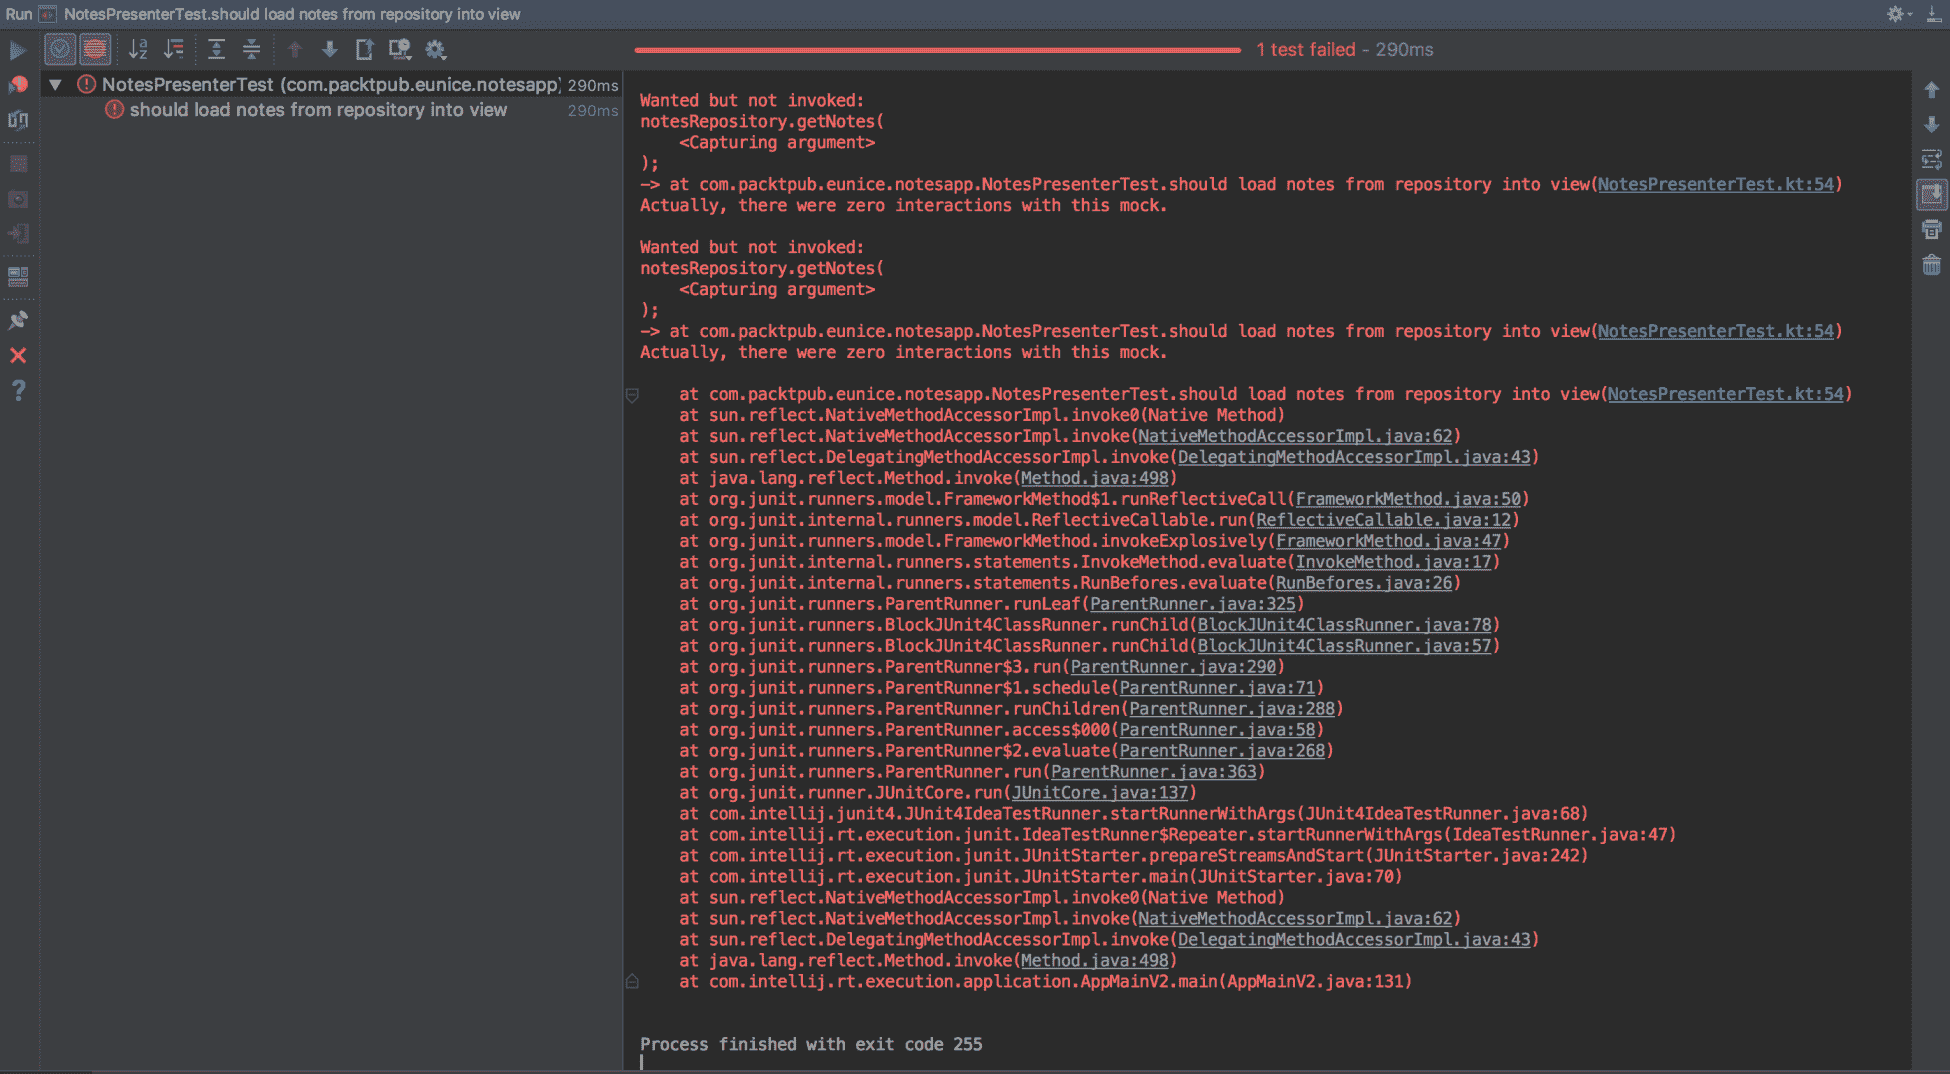 Run NotesPresenterTest.should load notes from repository into view
1 test failed - 290ms
NotesPresenterTest (com.packtpub.eunice.notesapp) 290ms
should load notes from repository into view 290ms
Wanted but not invoked:
notesRepository.getNotes(
    <Capturing argument>
);
-> at com.packtpub.eunice.notesapp.NotesPresenterTest.should load notes from repository into view(NotesPresenterTest.kt:54)
Actually, there were zero interactions with this mock.
Wanted but not invoked:
notesRepository.getNotes(
    <Capturing argument>
);
-> at com.packtpub.eunice.notesapp.NotesPresenterTest.should load notes from repository into view(NotesPresenterTest.kt:54)
Actually, there were zero interactions with this mock.
at com.packtpub.eunice.notesapp.NotesPresenterTest.should load notes from repository into view(NotesPresenterTest.kt:54)
at sun.reflect.NativeMethodAccessorImpl.invoke0(Native Method)
at sun.reflect.NativeMethodAccessorImpl.invoke(NativeMethodAccessorImpl.java:62)
at sun.reflect.DelegatingMethodAccessorImpl.invoke(DelegatingMethodAccessorImpl.java:43)
at java.lang.reflect.Method.invoke(Method.java:498)
at org.junit.runners.model.FrameworkMethod$1.runReflectiveCall(FrameworkMethod.java:50)
at org.junit.internal.runners.model.ReflectiveCallable.run(ReflectiveCallable.java:12)
at org.junit.runners.model.FrameworkMethod.invokeExplosively(FrameworkMethod.java:47)
at org.junit.internal.runners.statements.InvokeMethod.evaluate(InvokeMethod.java:17)
at org.junit.internal.runners.statements.RunBefores.evaluate(RunBefores.java:26)
at org.junit.runners.ParentRunner.runLeaf(ParentRunner.java:325)
at org.junit.runners.BlockJUnit4ClassRunner.runChild(BlockJUnit4ClassRunner.java:78)
at org.junit.runners.BlockJUnit4ClassRunner.runChild(BlockJUnit4ClassRunner.java:57)
at org.junit.runners.ParentRunner$3.run(ParentRunner.java:290)
at org.junit.runners.ParentRunner$1.schedule(ParentRunner.java:71)
at org.junit.runners.ParentRunner.runChildren(ParentRunner.java:288)
at org.junit.runners.ParentRunner.access$000(ParentRunner.java:58)
at org.junit.runners.ParentRunner$2.evaluate(ParentRunner.java:268)
at org.junit.runners.ParentRunner.run(ParentRunner.java:363)
at org.junit.runner.JUnitCore.run(JUnitCore.java:137)
at com.intellij.junit4.JUnit4IdeaTestRunner.startRunnerWithArgs(JUnit4IdeaTestRunner.java:68)
at com.intellij.rt.execution.junit.IdeaTestRunner$Repeater.startRunnerWithArgs(IdeaTestRunner.java:47)
at com.intellij.rt.execution.junit.JUnitStarter.prepareStreamsAndStart(JUnitStarter.java:242)
at com.intellij.rt.execution.junit.JUnitStarter.main(JUnitStarter.java:70)
at sun.reflect.NativeMethodAccessorImpl.invoke0(Native Method)
at sun.reflect.NativeMethodAccessorImpl.invoke(NativeMethodAccessorImpl.java:62)
at sun.reflect.DelegatingMethodAccessorImpl.invoke(DelegatingMethodAccessorImpl.java:43)
at java.lang.reflect.Method.invoke(Method.java:498)
at com.intellij.rt.execution.application.AppMainV2.main(AppMainV2.java:131)
Process finished with exit code 255